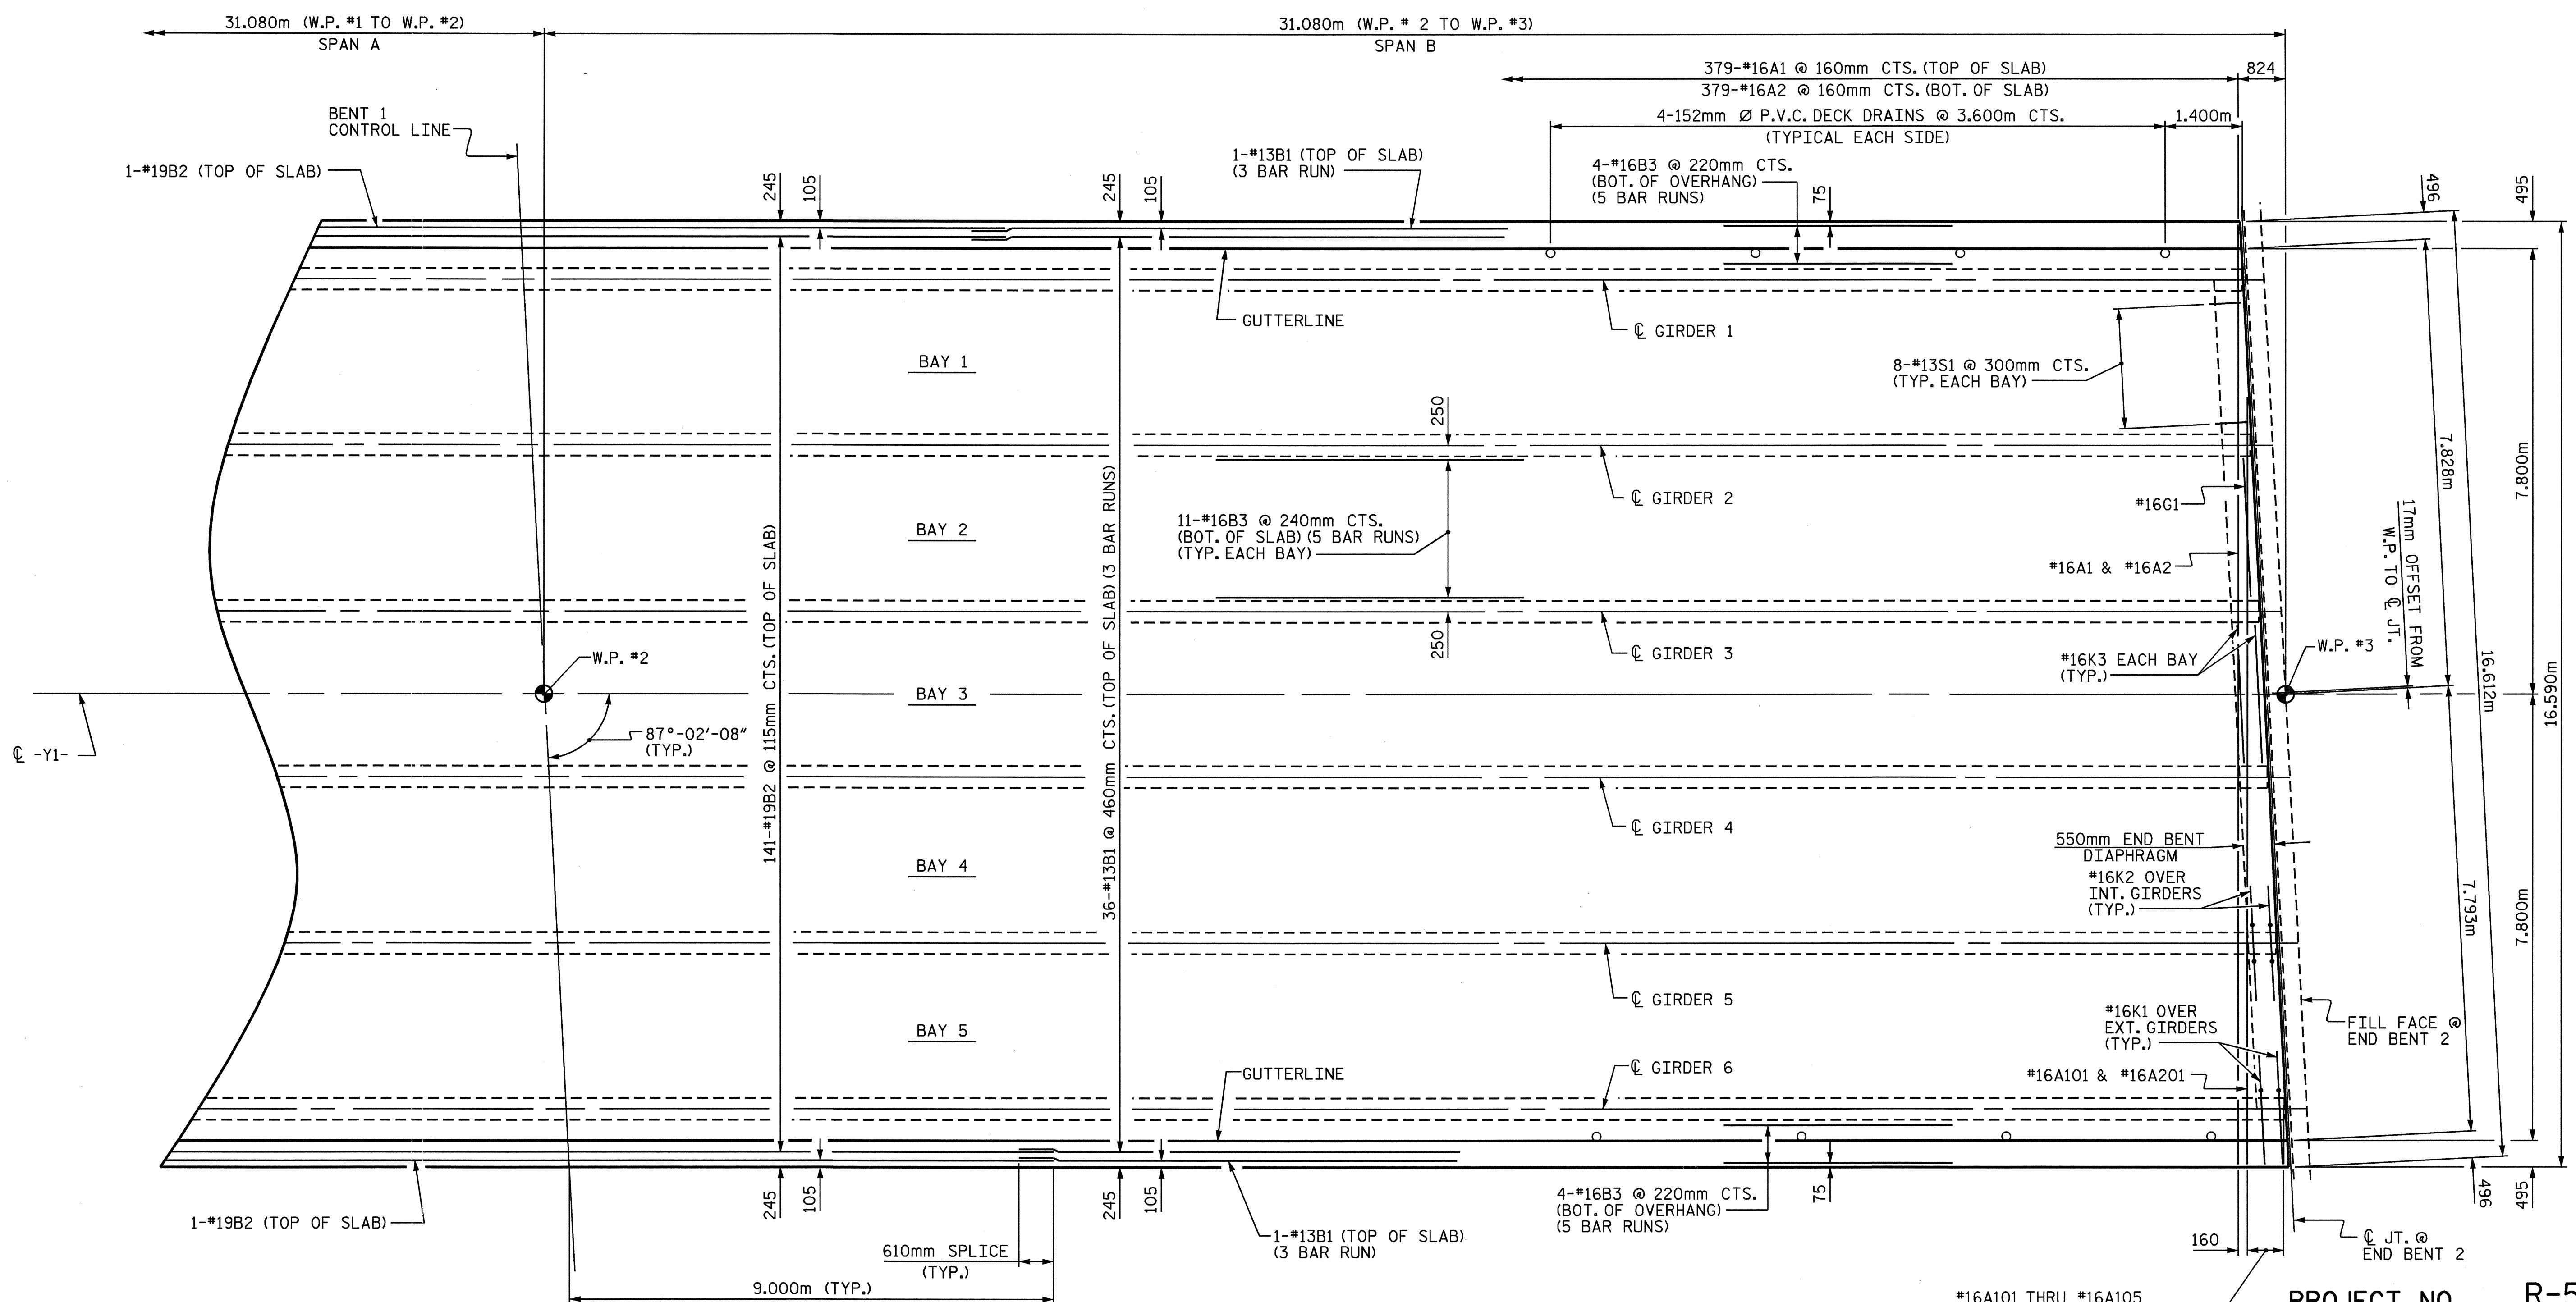 31.080m (W.P. #1 TO W.P. #2)
SPAN A
31.080m (W.P. # 2 TO W.P. #3)
SPAN B
379-#16A1 @ 160mm CTS. (TOP OF SLAB)
824
379-#16A2 @ 160mm CTS. (BOT. OF SLAB)
4-152mm Ø P.V.C. DECK DRAINS @ 3.600m CTS.
1.400m
(TYPICAL EACH SIDE)
BENT 1
CONTROL LINE
1-#19B2 (TOP OF SLAB)
245
105
245
105
1-#13B1 (TOP OF SLAB)
(3 BAR RUN)
4-#16B3 @ 220mm CTS.
(BOT. OF OVERHANG)
(5 BAR RUNS)
75
496
495
GUTTERLINE
℄ GIRDER 1
BAY 1
8-#13S1 @ 300mm CTS.
(TYP. EACH BAY)
250
7.828m
7.800m
℄ GIRDER 2
#16G1
11-#16B3 @ 240mm CTS.
(BOT. OF SLAB) (5 BAR RUNS)
(TYP. EACH BAY)
BAY 2
#16A1 & #16A2
17mm OFFSET FROM
W.P. TO ℄ JT.
141-#19B2 @ 115mm CTS. (TOP OF SLAB)
36-#13B1 @ 460mm CTS. (TOP OF SLAB) (3 BAR RUNS)
250
℄ GIRDER 3
#16K3 EACH BAY
(TYP.)
W.P. #3
W.P. #2
BAY 3
16.612m
16.590m
℄ -Y1-
87°-02'-08"
(TYP.)
℄ GIRDER 4
550mm END BENT
DIAPHRAGM
BAY 4
#16K2 OVER
INT. GIRDERS
(TYP.)
7.793m
7.800m
℄ GIRDER 5
BAY 5
#16K1 OVER
EXT. GIRDERS
(TYP.)
FILL FACE @
END BENT 2
GUTTERLINE
℄ GIRDER 6
#16A101 & #16A201
1-#19B2 (TOP OF SLAB)
245
105
245
105
4-#16B3 @ 220mm CTS.
(BOT. OF OVERHANG)
(5 BAR RUNS)
75
496
495
1-#13B1 (TOP OF SLAB)
(3 BAR RUN)
610mm SPLICE
(TYP.)
160
℄ JT. @
END BENT 2
9.000m (TYP.)
#16A101 THRU #16A105
PROJECT NO.